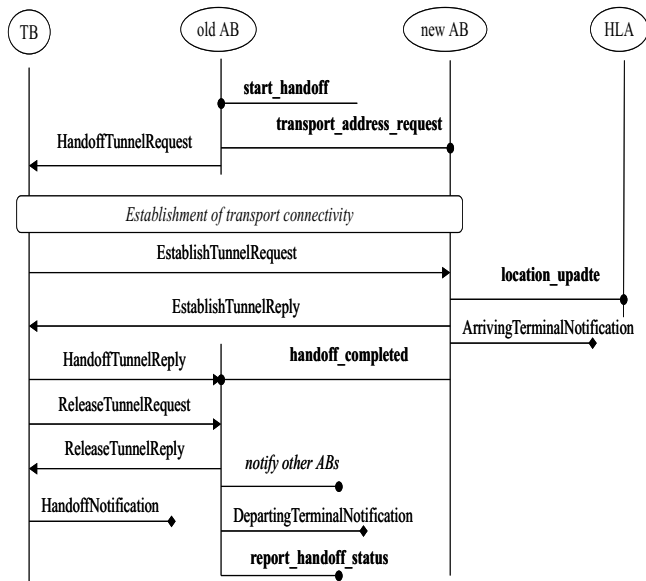 TB
old AB
new AB
HLA
start_handoff
transport_address_request
HandoffTunnelRequest
Establishment of transport connectivity
EstablishTunnelRequest
location_upadte
EstablishTunnelReply
ArrivingTerminalNotification
HandoffTunnelReply
handoff_completed
ReleaseTunnelRequest
ReleaseTunnelReply
notify other ABs
HandoffNotification
DepartingTerminalNotification
report_handoff_status